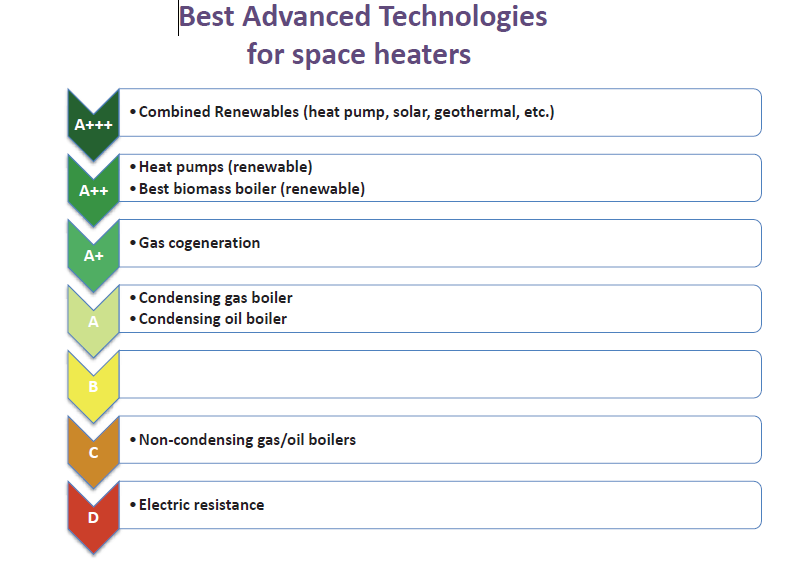 Best Advanced Technologies
for space heaters
A+++
• Combined Renewables (heat pump, solar, geothermal, etc.)
A++
• Heat pumps (renewable)
• Best biomass boiler (renewable)
A+
• Gas cogeneration
A
• Condensing gas boiler
• Condensing oil boiler
B
C
• Non-condensing gas/oil boilers
D
• Electric resistance